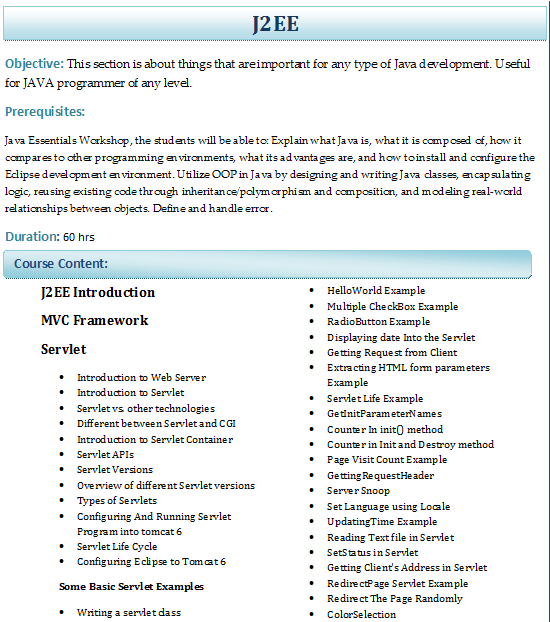 J2EE
Objective: This section is about things that are important for any type of Java development. Useful
for JAVA programmer of any level.
Prerequisites:
Java Essentials Workshop, the students will be able to: Explain what Java is, what it is composed of, how it
compares to other programming environments, what its advantages are, and how to install and configure the
Eclipse development environment. Utilize OOP in Java by designing and writing Java classes, encapsulating
logic, reusing existing code through inheritance/polymorphism and composition, and modeling real-world
relationships between objects. Define and handle error.
Duration: 60 hrs
Course Content:
J2EE Introduction
MVC Framework
Servlet
• Introduction to Web Server
• Introduction to Servlet
• Servlet vs. other technologies
• Different between Servlet and CGI
• Introduction to Servlet Container
• Servlet APIs
• Servlet Versions
• Overview of different Servlet versions
• Types of Servlets
• Configuring And Running Servlet
Program into tomcat 6
• Servlet Life Cycle
• Configuring Eclipse to Tomcat 6
Some Basic Servlet Examples
• Writing a servlet class
• HelloWorld Example
• Multiple CheckBox Example
• RadioButton Example
• Displaying date Into the Servlet
• Getting Request from Client
• Extracting HTML form parameters
Example
• Servlet Life Example
• GetInitParameterNames
• Counter In init() method
• Counter in Init and Destroy method
• Page Visit Count Example
• GettingRequestHeader
• Server Snoop
• Set Language using Locale
• UpdatingTime Example
• Reading Text file in Servlet
• SetStatus in Servlet
• Getting Client's Address in Servlet
• RedirectPage Servlet Example
• Redirect The Page Randomly
• ColorSelection